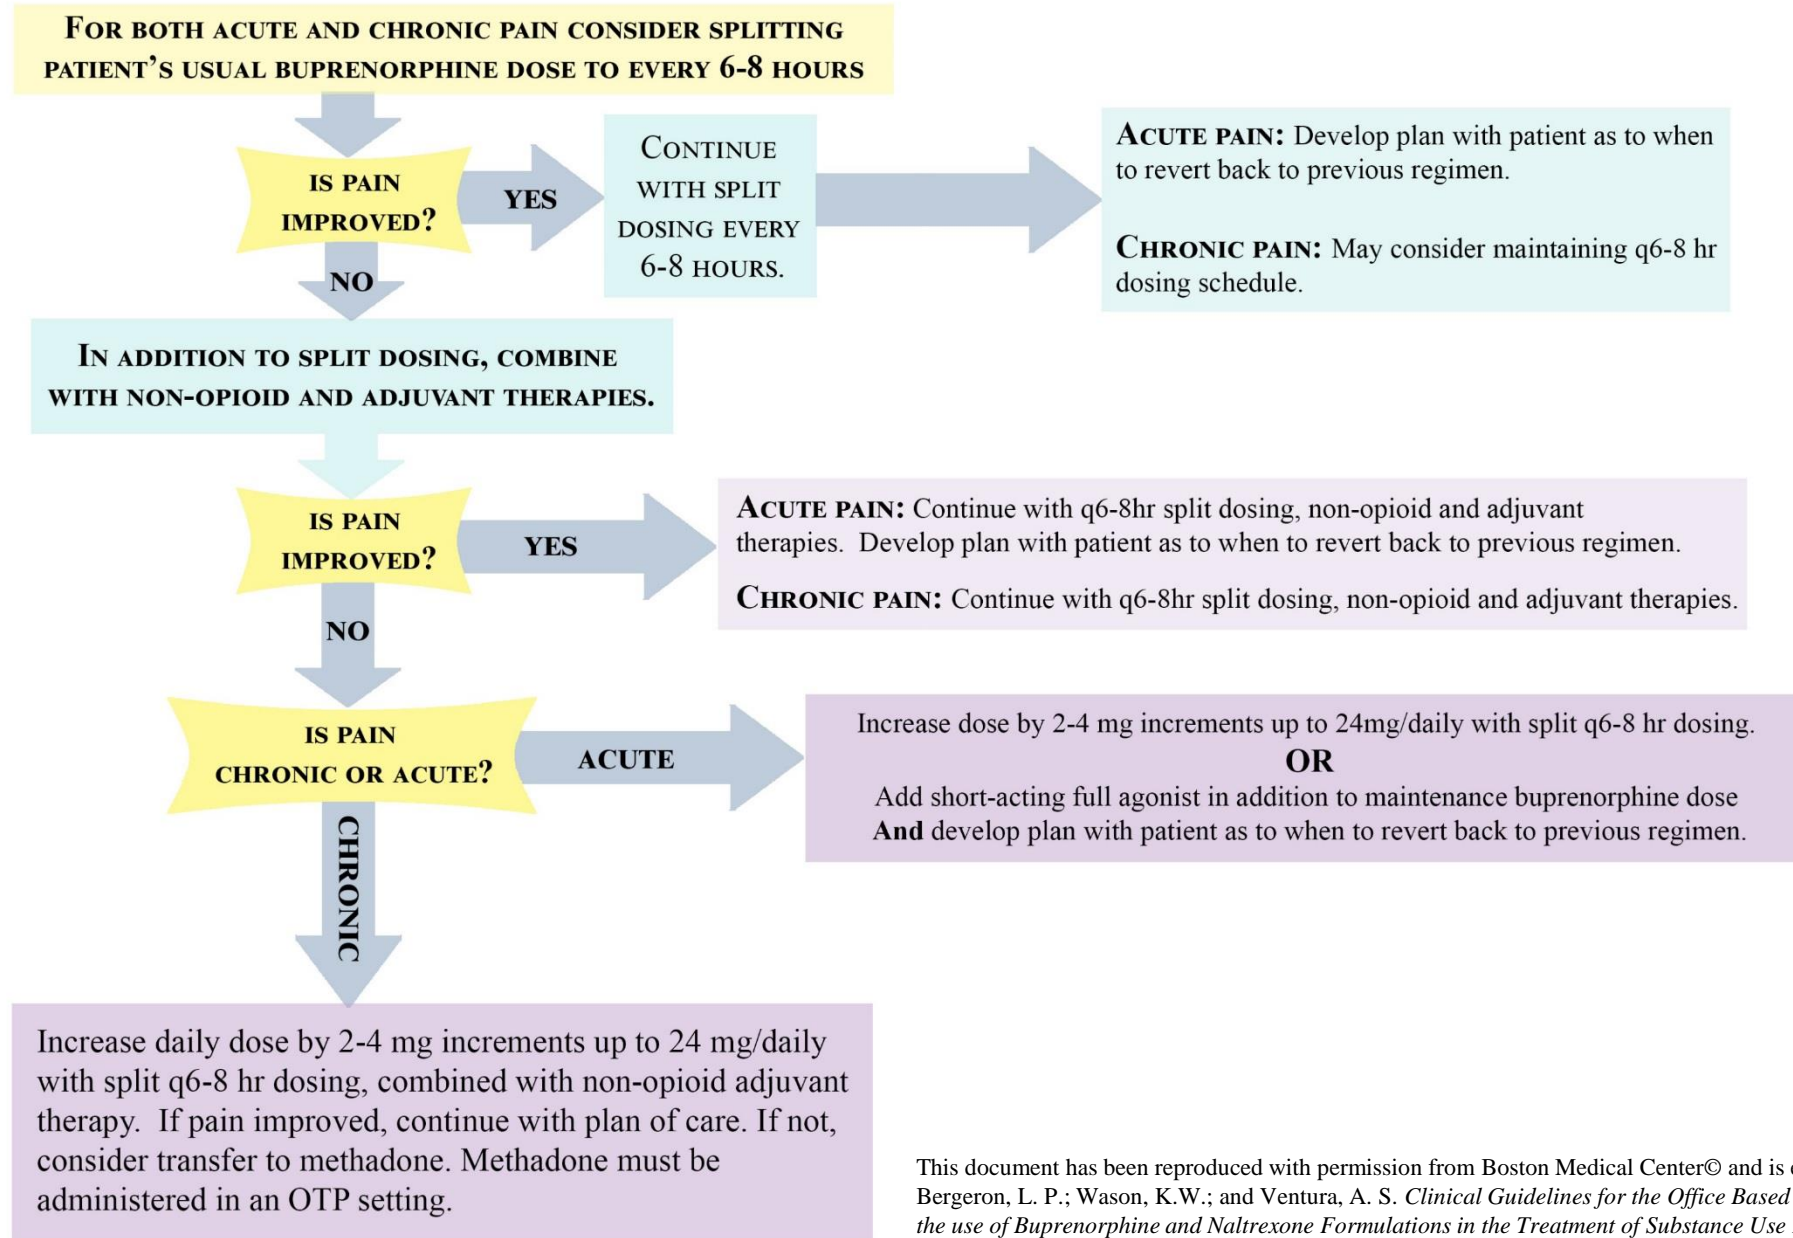 FOR BOTH ACUTE AND CHRONIC PAIN CONSIDER SPLITTING
PATIENT'S USUAL BUPRENORPHINE DOSE TO EVERY 6-8 HOURS
IS PAIN
IMPROVED?
YES
CONTINUE
WITH SPLIT
DOSING EVERY
6-8 HOURS.
ACUTE PAIN: Develop plan with patient as to when
to revert back to previous regimen.
CHRONIC PAIN: May consider maintaining q6-8 hr
dosing schedule.
NO
IN ADDITION TO SPLIT DOSING, COMBINE
WITH NON-OPIOID AND ADJUVANT THERAPIES.
IS PAIN
IMPROVED?
YES
ACUTE PAIN: Continue with q6-8hr split dosing, non-opioid and adjuvant
therapies. Develop plan with patient as to when to revert back to previous regimen.
CHRONIC PAIN: Continue with q6-8hr split dosing, non-opioid and adjuvant therapies.
NO
IS PAIN
CHRONIC OR ACUTE?
ACUTE
Increase dose by 2-4 mg increments up to 24mg/daily with split q6-8 hr dosing.
OR
Add short-acting full agonist in addition to maintenance buprenorphine dose
And develop plan with patient as to when to revert back to previous regimen.
CHRONIC
Increase daily dose by 2-4 mg increments up to 24 mg/daily
with split q6-8 hr dosing, combined with non-opioid adjuvant
therapy. If pain improved, continue with plan of care. If not,
consider transfer to methadone. Methadone must be
administered in an OTP setting.
This document has been reproduced with permission from Boston Medical Center© and is
Bergeron, L. P.; Wason, K.W.; and Ventura, A. S. Clinical Guidelines for the Office Based
the use of Buprenorphine and Naltrexone Formulations in the Treatment of Substance Use